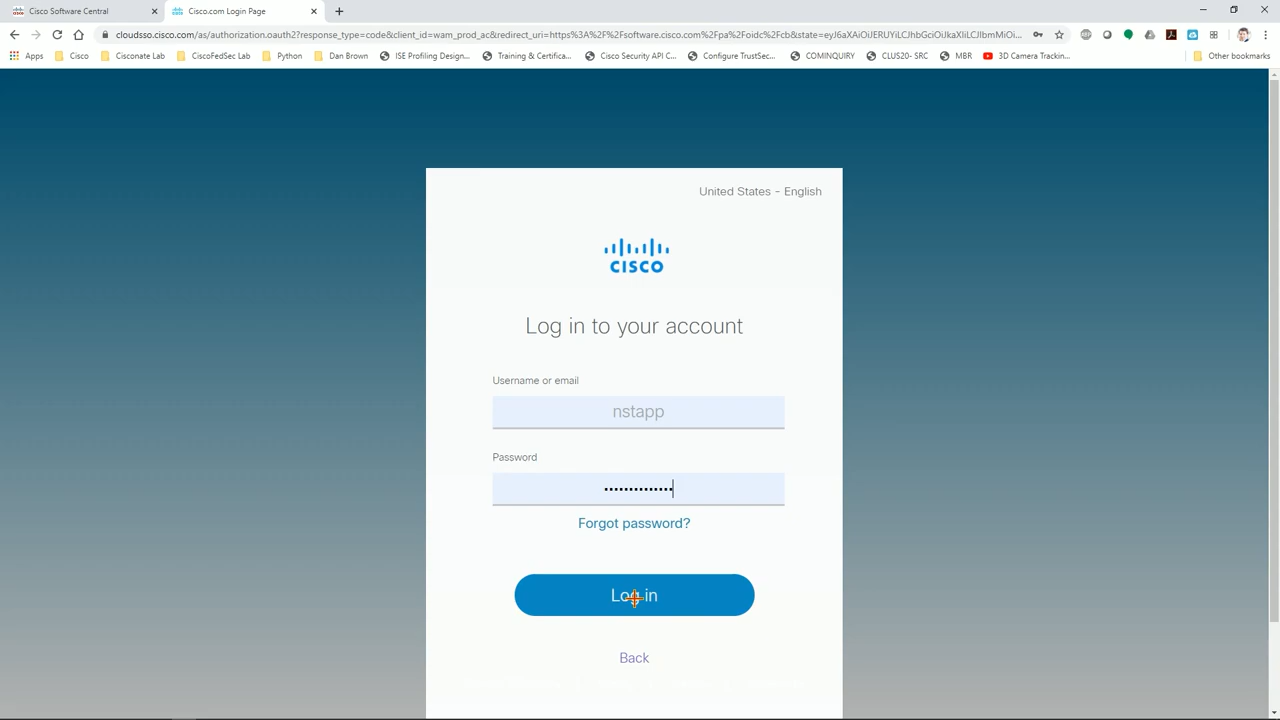 Cisco Software Central
Cisco.com Login Page
cloudsso.cisco.com/as/authorization.oauth2?response_type=code&client_id=wam_prod_ac&redirect_uri=https%3A%2F%2Fsoftware.cisco.com%2Fpa%2Foidc%2Fcb&state=
Apps
Cisco
Cisconate Lab
CiscoFedSec Lab
Python
Dan Brown
ISE Profiling Design...
Training & Certifica...
Cisco Security API C...
Configure TrustSec...
COMINQUIRY
CLUS20- SRC
MBR
3D Camera Trackin...
Other bookmarks
United States - English
CISCO
Log in to your account
Username or email
nstapp
Password
Forgot password?
Log in
Back